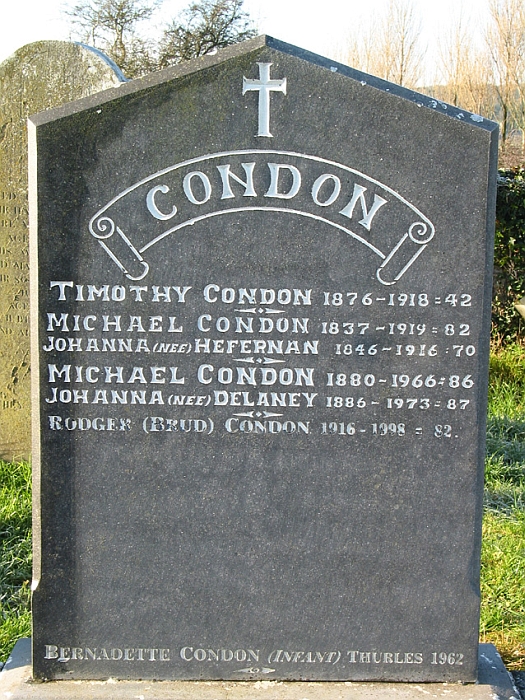 CONDON
TIMOTHY CONDON 1876-1918=42
MICHAEL CONDON 1837-1919=82
JOHANNA (NEE) HEFERNAN 1846-1916=70
MICHAEL CONDON 1880-1966=86
JOHANNA (NEE) DELANEY 1886-1973=87
RODGER (BRUD) CONDON 1916-1998=82.
BERNADETTE CONDON (INFANT) THURLES 1962